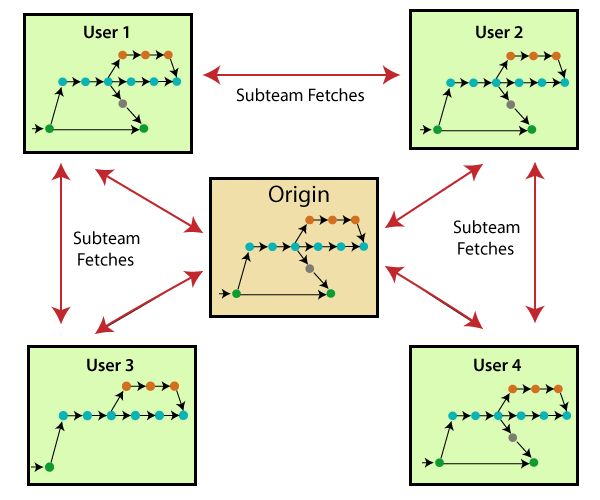 User 1
User 2
Subteam Fetches
Origin
Subteam
Fetches
Subteam
Fetches
User 3
User 4